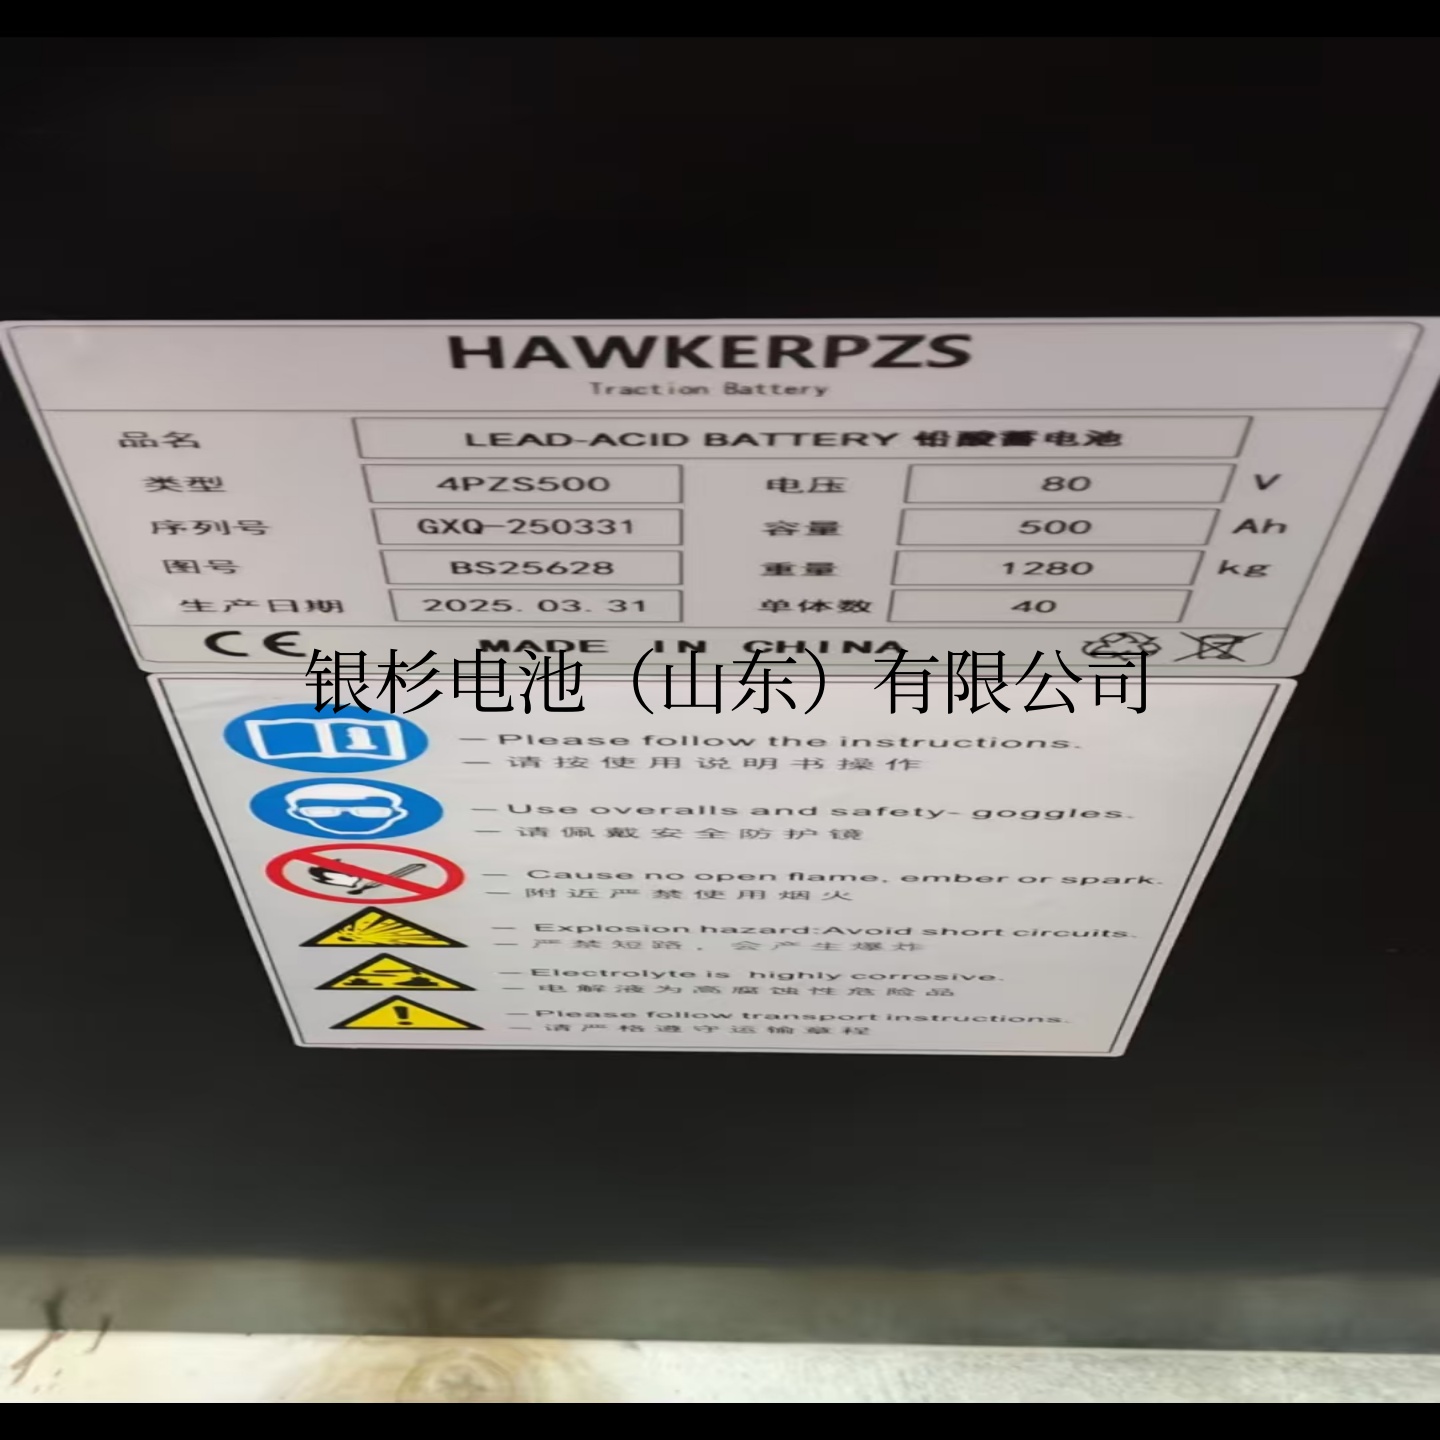 HAWKERPZS
Traction Battery
品名 LEAD-ACID BATTERY 铅酸蓄电池
类型 4PZS500 电压 80 V
序列号 GXQ-250331 容量 500 Ah
图号 BS25628 重量 1280 kg
生产日期 2025.03.31 单体数 40
CE MADE IN CHINA
银杉电池（山东）有限公司
— Please follow the instructions.
— 请按使用说明书操作
— Use overalls and safety- goggles.
— 请佩戴安全防护镜
— Cause no open flame, ember or spark.
— 附近严禁使用烟火
— Explosion hazard:Avoid short circuits.
— 严禁短路，会产生爆炸
— Electrolyte is highly corrosive.
— 电解液为高腐蚀性危险品
— Please follow transport instructions.
— 请严格遵守运输章程